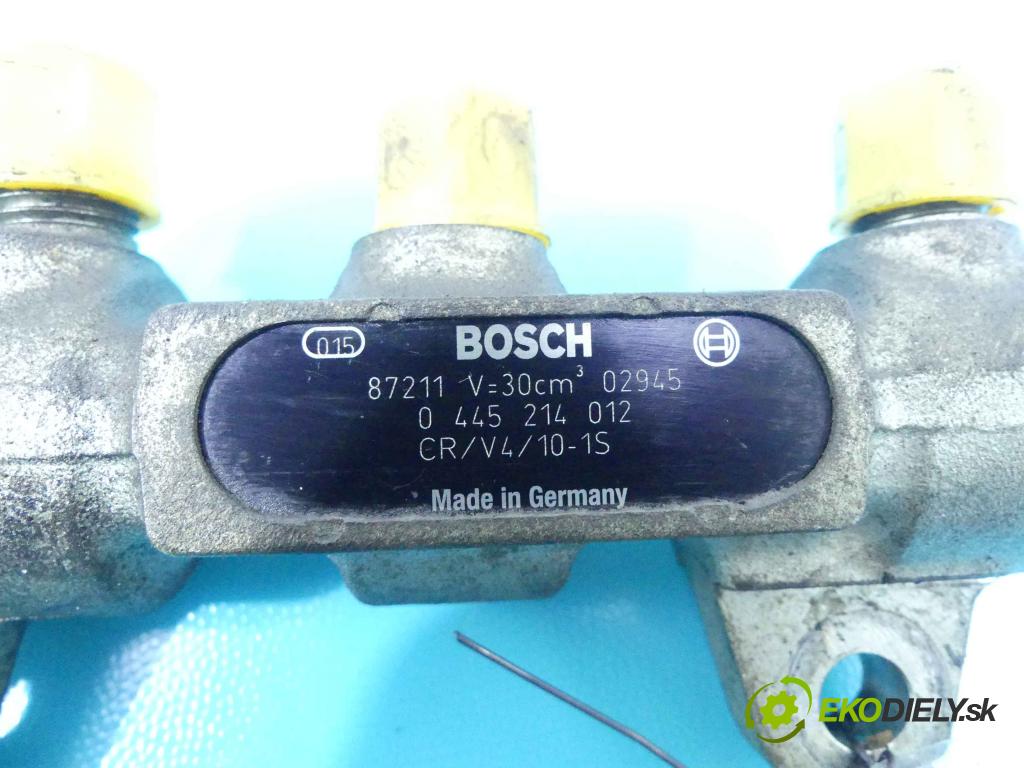 015 BOSCH
87211 V=30cm³ 02945
0 445 214 012
CR/V4/10-1S
Made in Germany
EKODIELY.sk